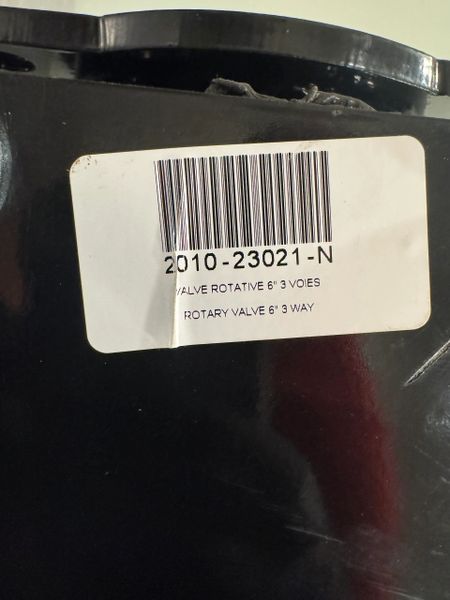 2010-23021-N
VALVE ROTATIVE 6" 3 VOIES
ROTARY VALVE 6" 3 WAY